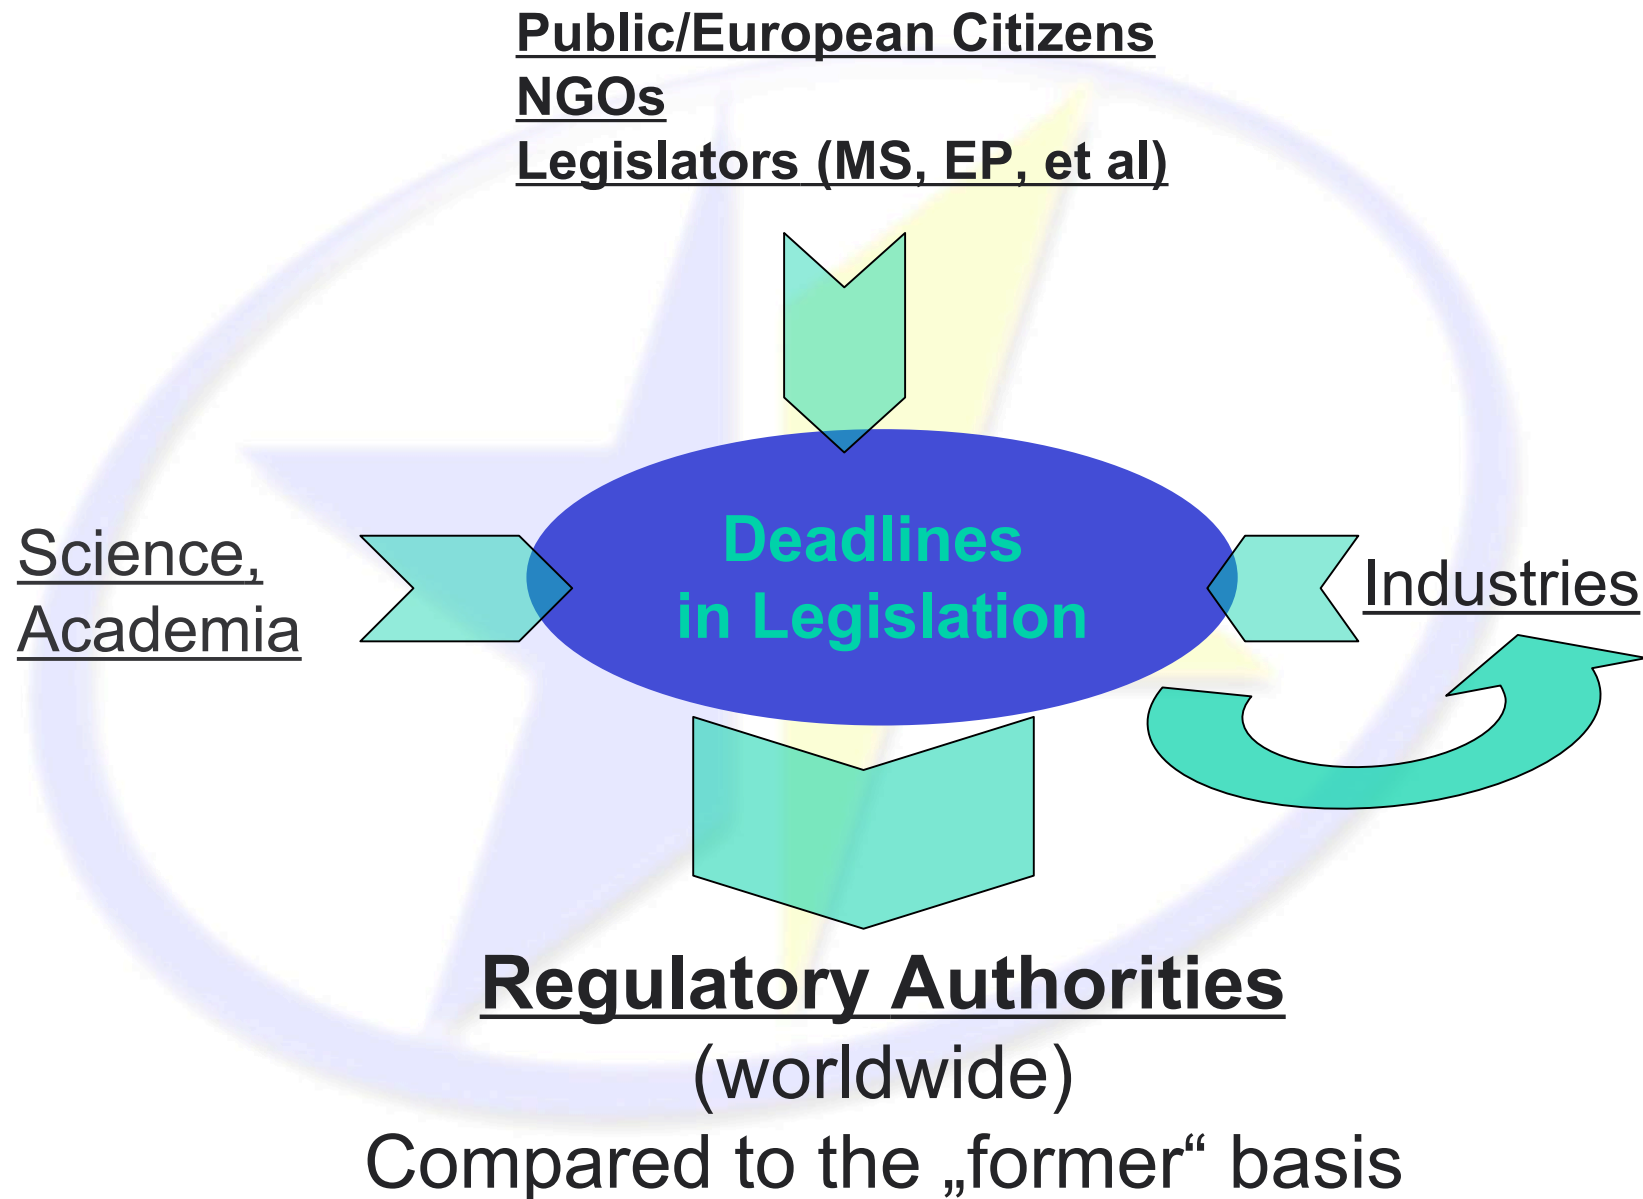 Public/European Citizens
NGOs
Legislators (MS, EP, et al)
Deadlines
in Legislation
Science,
Academia
Industries
Regulatory Authorities
(worldwide)
Compared to the „former“ basis